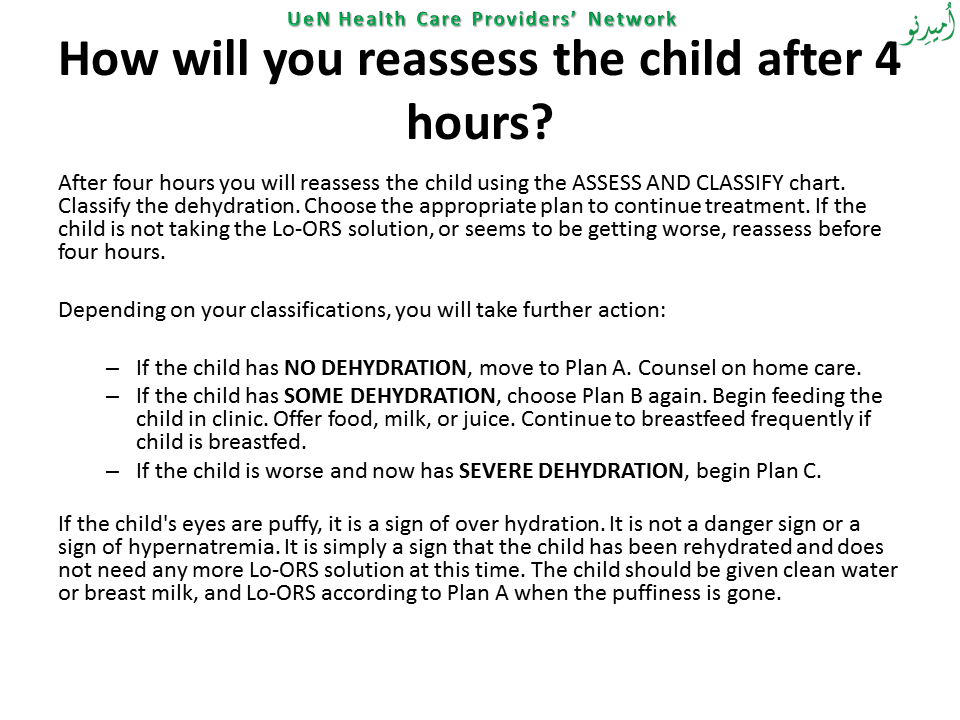 UeN Health Care Providers' Network
اُمیدِنو
How will you reassess the child after 4
hours?
After four hours you will reassess the child using the ASSESS AND CLASSIFY chart.
Classify the dehydration. Choose the appropriate plan to continue treatment. If the
child is not taking the Lo-ORS solution, or seems to be getting worse, reassess before
four hours.
Depending on your classifications, you will take further action:
– If the child has NO DEHYDRATION, move to Plan A. Counsel on home care.
– If the child has SOME DEHYDRATION, choose Plan B again. Begin feeding the
child in clinic. Offer food, milk, or juice. Continue to breastfeed frequently if
child is breastfed.
– If the child is worse and now has SEVERE DEHYDRATION, begin Plan C.
If the child's eyes are puffy, it is a sign of over hydration. It is not a danger sign or a
sign of hypernatremia. It is simply a sign that the child has been rehydrated and does
not need any more Lo-ORS solution at this time. The child should be given clean water
or breast milk, and Lo-ORS according to Plan A when the puffiness is gone.